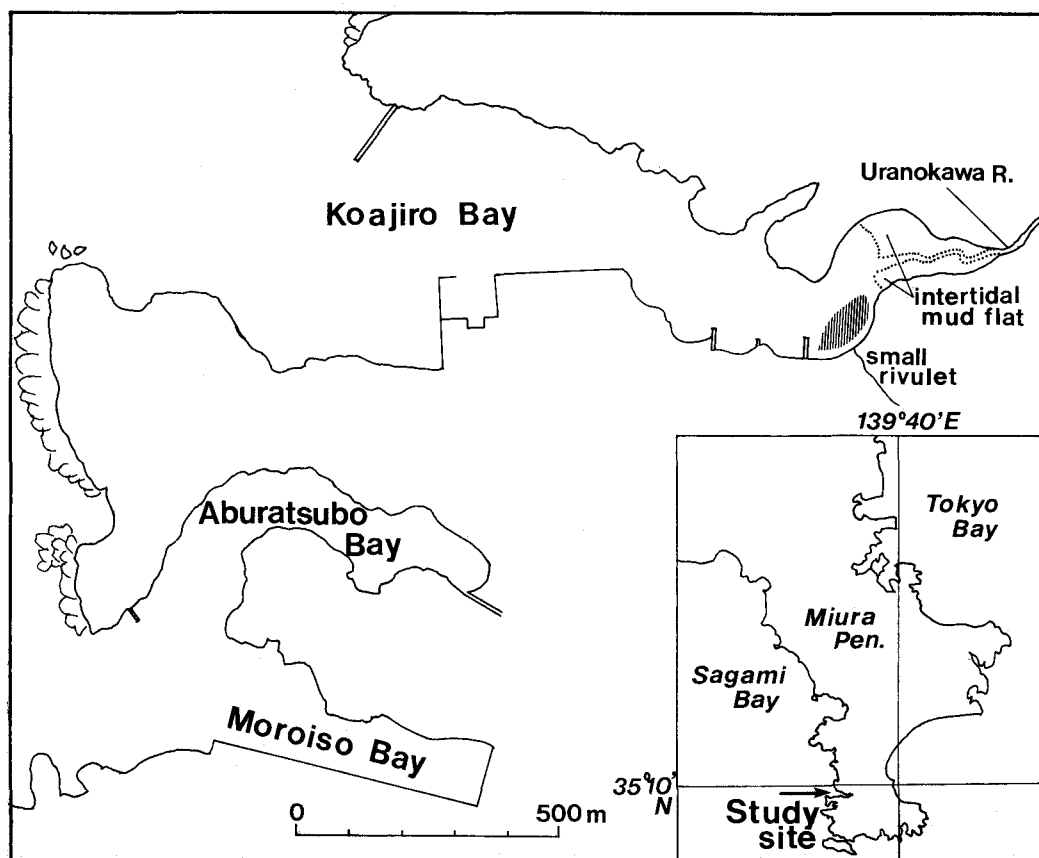 Koajiro Bay
Uranokawa R.
intertidal
mud flat
small
rivulet
Aburatsubo
Bay
Moroiso Bay
0 500 m
139°40'E
Tokyo
Bay
Miura
Pen.
Sagami
Bay
35°10'
N
Study
site